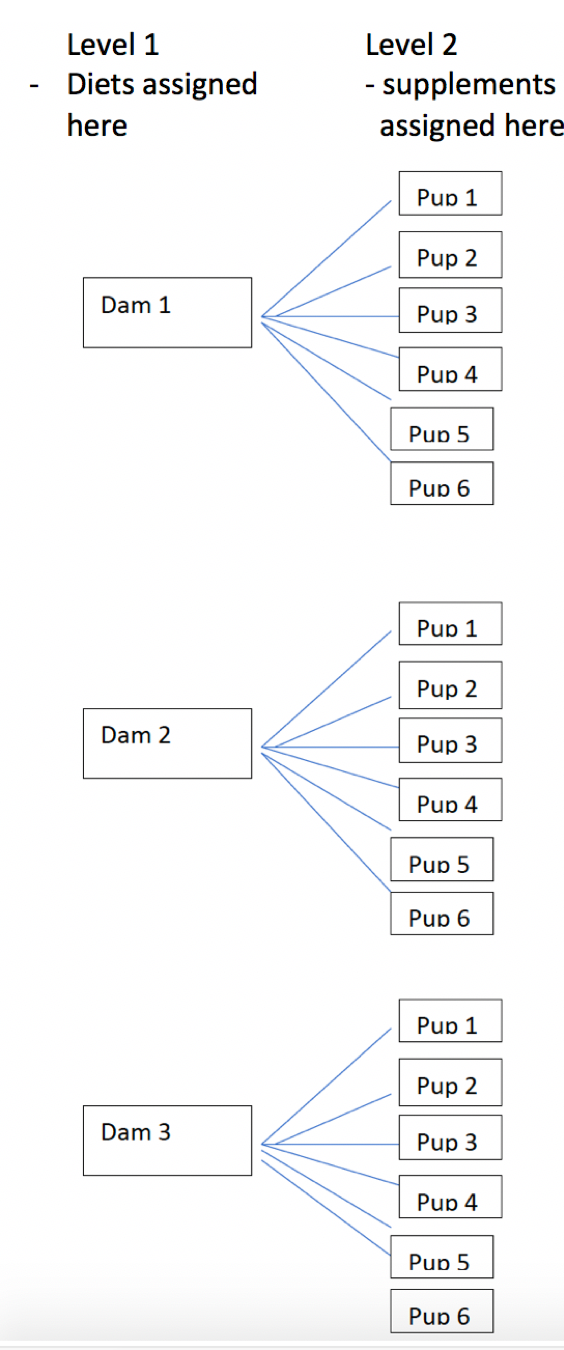 Level 1
- Diets assigned
here
Level 2
- supplements
assigned here
Dam 1
Pup 1
Pup 2
Pup 3
Pup 4
Pup 5
Pup 6
Dam 2
Pup 1
Pup 2
Pup 3
Pup 4
Pup 5
Pup 6
Dam 3
Pup 1
Pup 2
Pup 3
Pup 4
Pup 5
Pup 6